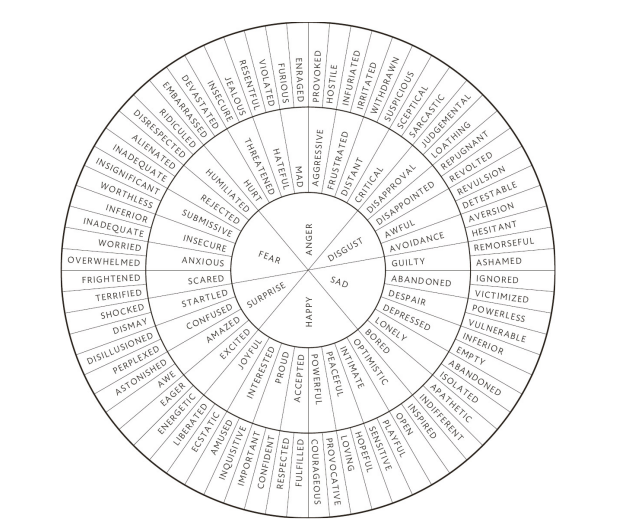 ANGER
DISGUST
SAD
HAPPY
SURPRISE
FEAR
HURT
THREATENED
HATEFUL
MAD
AGGRESSIVE
FRUSTRATED
DISTANT
CRITICAL
DISAPPROVAL
DISAPPOINTED
AWFUL
AVOIDANCE
GUILTY
ABANDONED
DESPAIR
DEPRESSED
LONELY
BORED
OPTIMISTIC
INTIMATE
PEACEFUL
POWERFUL
ACCEPTED
PROUD
INTERESTED
JOYFUL
EXCITED
AMAZED
CONFUSED
STARTLED
SCARED
ANXIOUS
INSECURE
SUBMISSIVE
REJECTED
HUMILIATED
DEVASTATED
INSECURE
JEALOUS
RESENTFUL
VIOLATED
FURIOUS
ENRAGED
PROVOKED
HOSTILE
INFURIATED
IRRITATED
WITHDRAWN
SUSPICIOUS
SCEPTICAL
SARCASTIC
JUDGEMENTAL
LOATHING
REPUGNANT
REVOLTED
REVULSION
DETESTABLE
AVERSION
HESITANT
REMORSEFUL
ASHAMED
IGNORED
VICTIMIZED
POWERLESS
VULNERABLE
INFERIOR
EMPTY
ABANDONED
ISOLATED
APATHETIC
INDIFFERENT
INSPIRED
OPEN
PLAYFUL
SENSITIVE
HOPEFUL
LOVING
PROVOCATIVE
COURAGEOUS
FULFILLED
RESPECTED
CONFIDENT
IMPORTANT
INQUISITIVE
AMUSED
ECSTATIC
LIBERATED
ENERGETIC
EAGER
AWE
ASTONISHED
PERPLEXED
DISILLUSIONED
DISMAY
SHOCKED
TERRIFIED
FRIGHTENED
OVERWHELMED
WORRIED
INADEQUATE
INFERIOR
WORTHLESS
INSIGNIFICANT
INADEQUATE
ALIENATED
DISRESPECTED
RIDICULED
EMBARRASSED